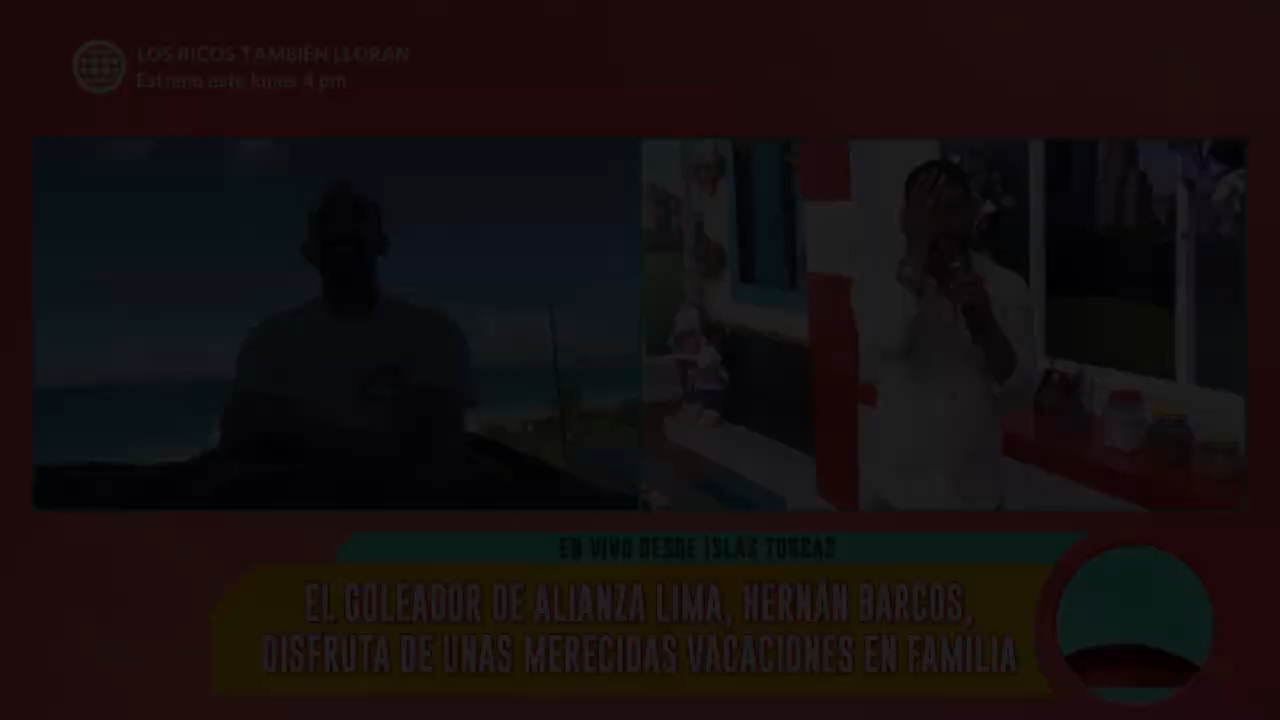 LOS RICOS TAMBIÉN LLORAN
Estreno este lunes 4 pm
EN VIVO DESDE ISLAS TURCAS
EL GOLEADOR DE ALIANZA LIMA, HERNÁN BARCOS,
DISFRUTA DE UNAS MERECIDAS VACACIONES EN FAMILIA